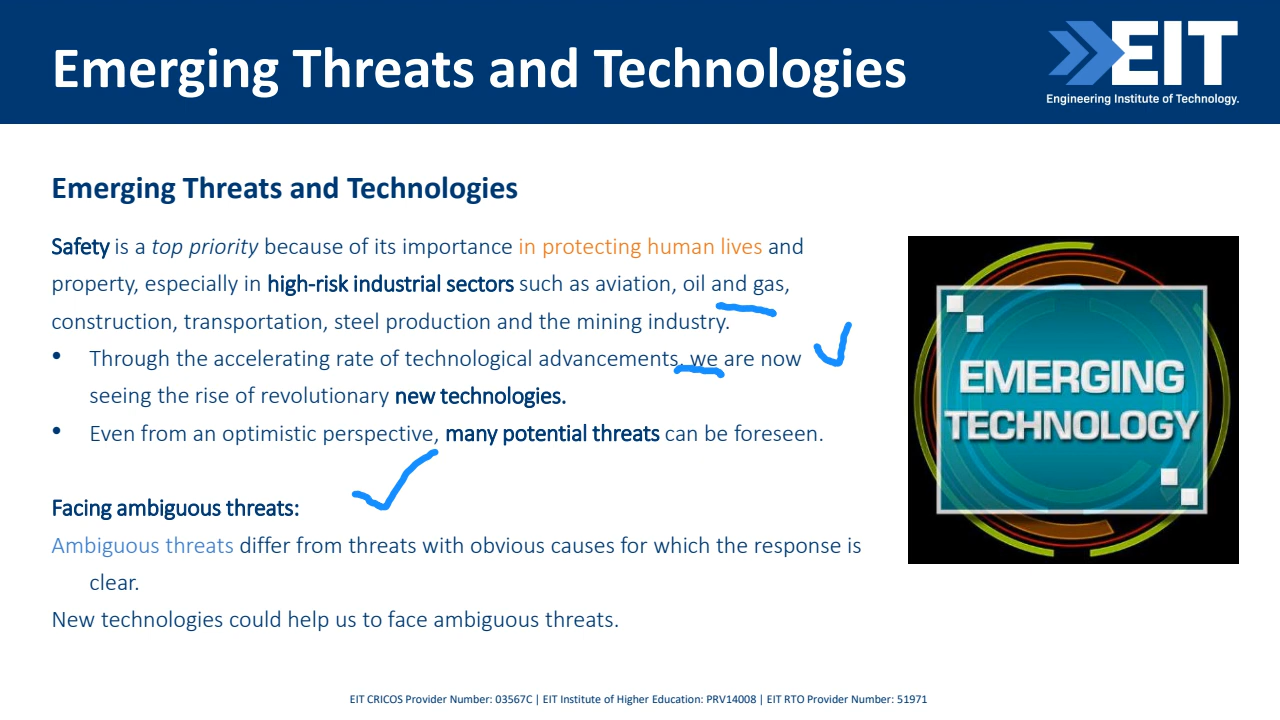 Emerging Threats and Technologies
EIT
Engineering Institute of Technology.
Emerging Threats and Technologies
Safety is a top priority because of its importance in protecting human lives and
property, especially in high-risk industrial sectors such as aviation, oil and gas,
construction, transportation, steel production and the mining industry.
• Through the accelerating rate of technological advancements, we are now
seeing the rise of revolutionary new technologies.
• Even from an optimistic perspective, many potential threats can be foreseen.
EMERGING
TECHNOLOGY
Facing ambiguous threats:
Ambiguous threats differ from threats with obvious causes for which the response is
clear.
New technologies could help us to face ambiguous threats.
EIT CRICOS Provider Number: 03567C | EIT Institute of Higher Education: PRV14008 | EIT RTO Provider Number: 51971